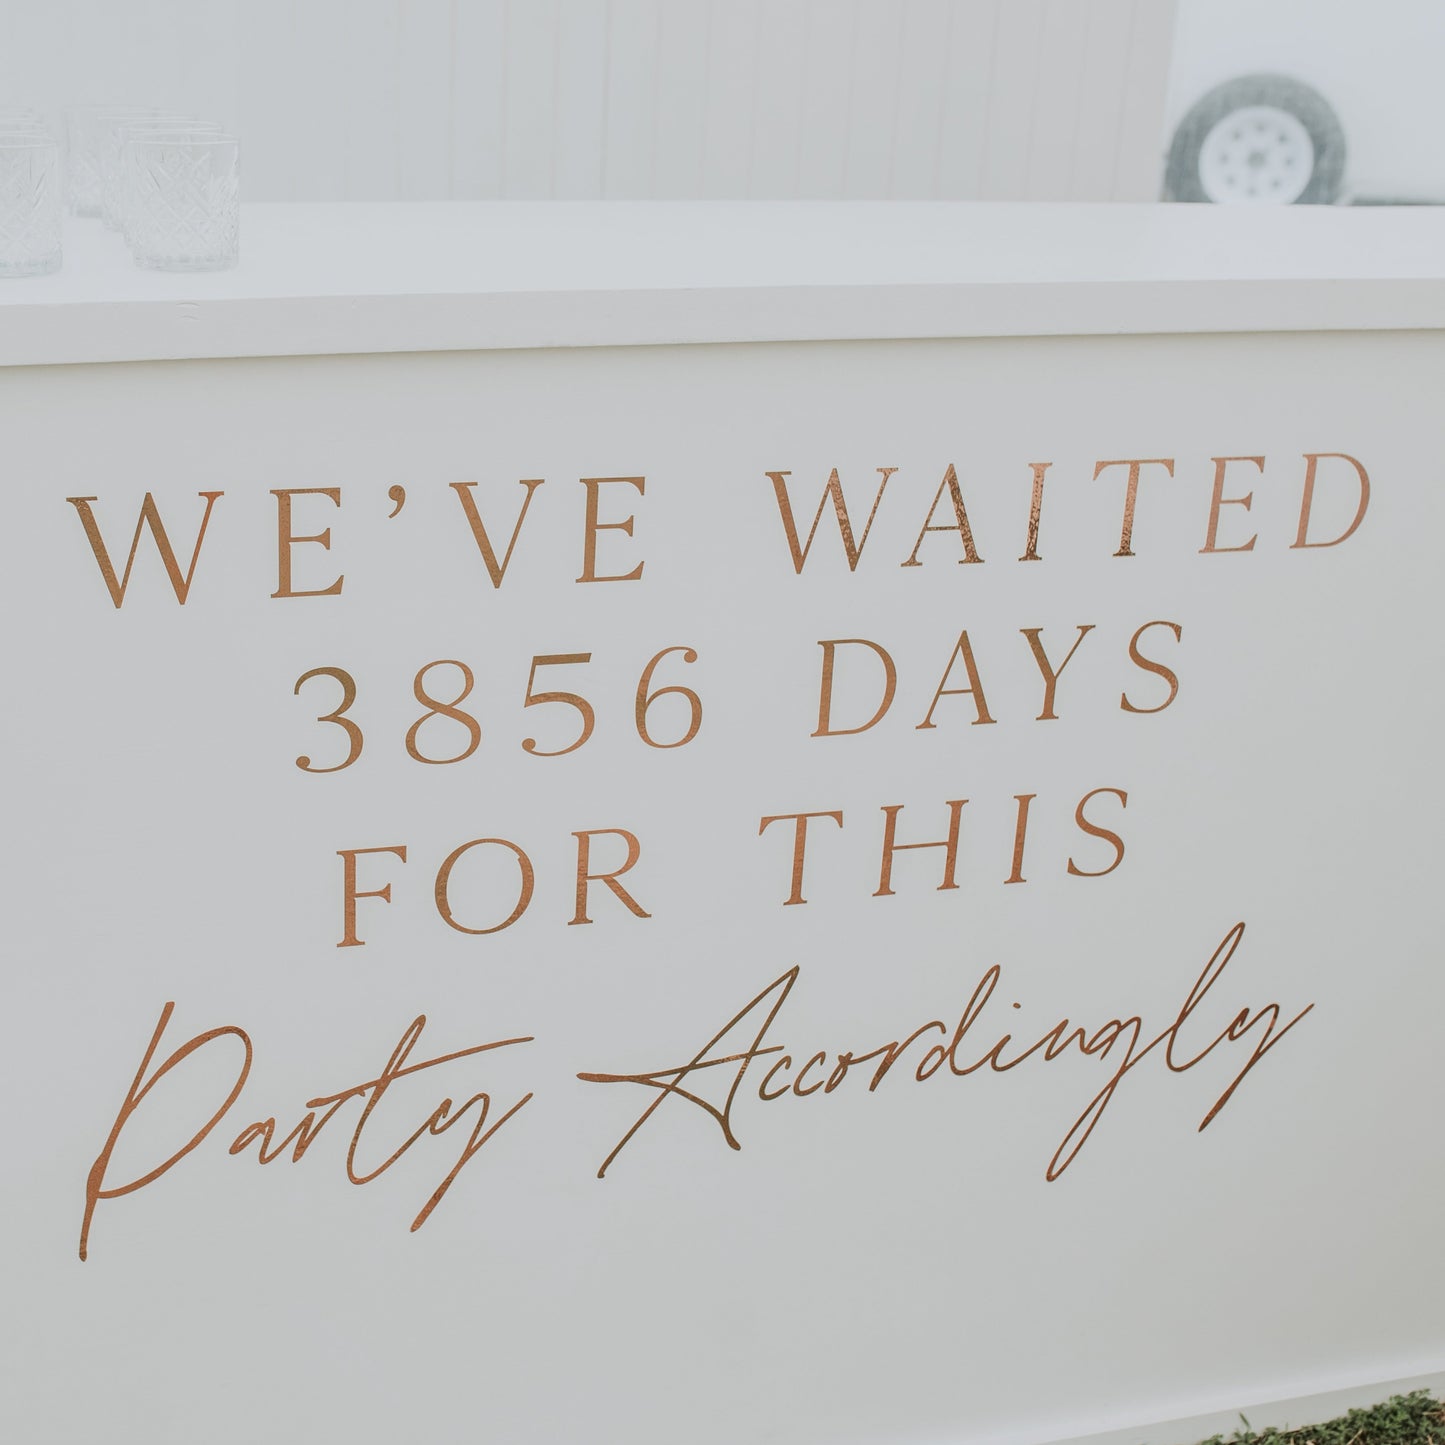 WE'VE WAITED
3856 DAYS
FOR THIS
Party Accordingly